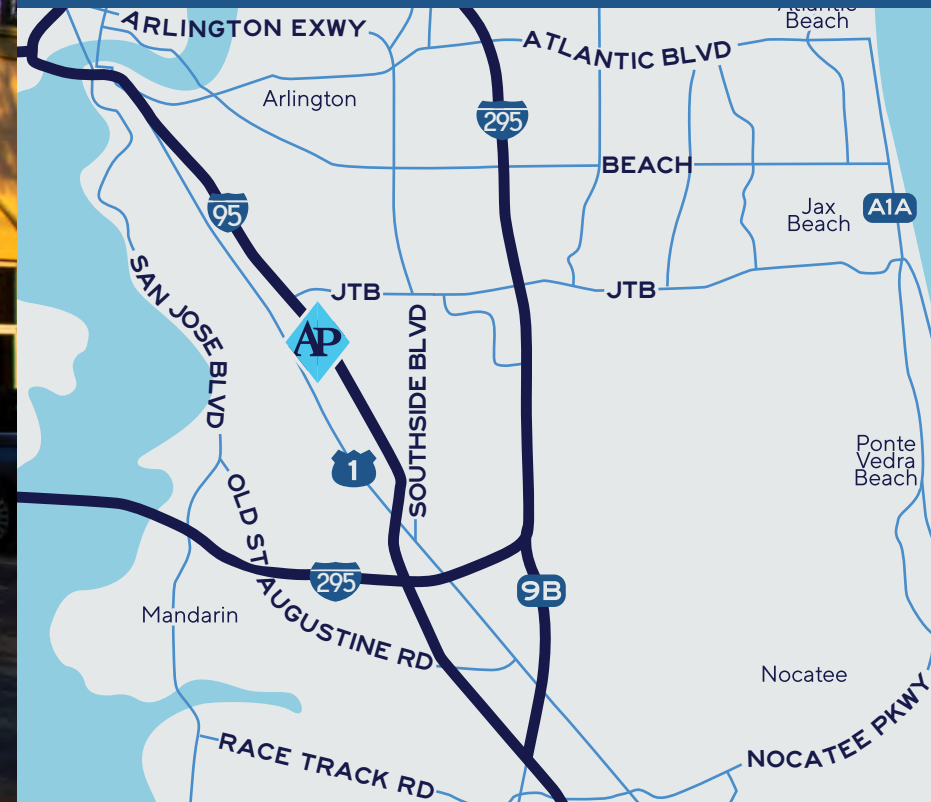 Atlantic
Beach
ARLINGTON EXWY
ATLANTIC BLVD
Arlington
295
BEACH
95
Jax
Beach
A1A
SAN JOSE BLVD
JTB
JTB
AP
SOUTHSIDE BLVD
1
Ponte
Vedra
Beach
OLD ST AUGUSTINE RD
295
9B
Mandarin
Nocatee
NOCATEE PKWY
RACE TRACK RD